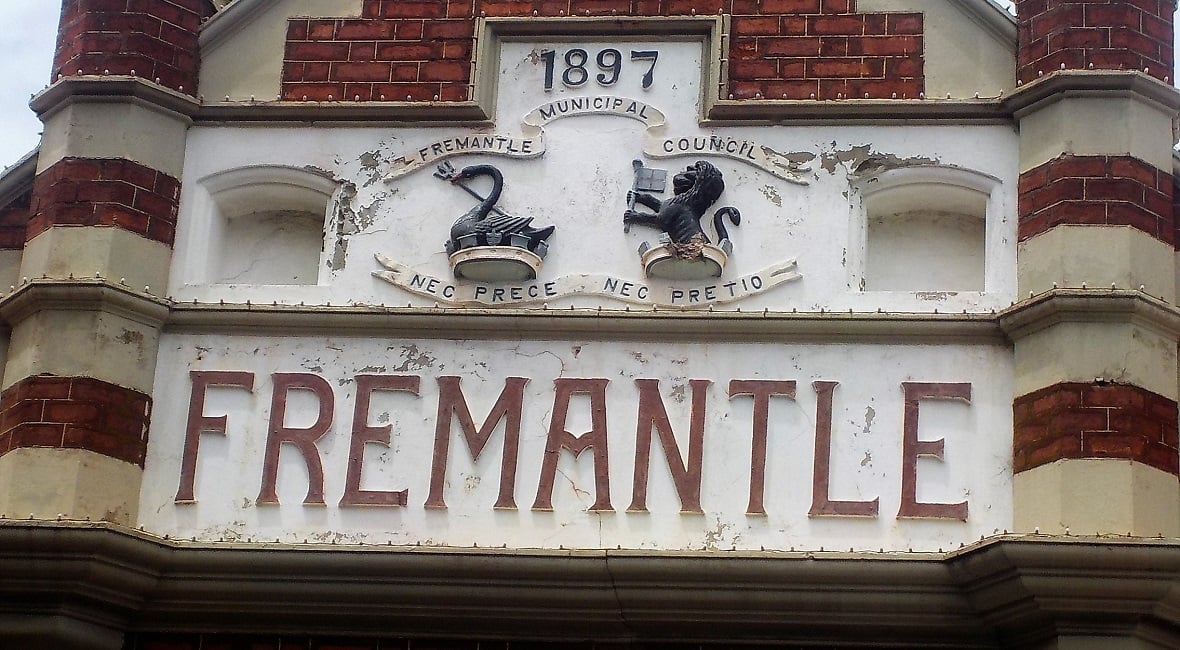 1897
FREMANTLE MUNICIPAL COUNCIL
NEC PRECE NEC PRETIO
FREMANTLE